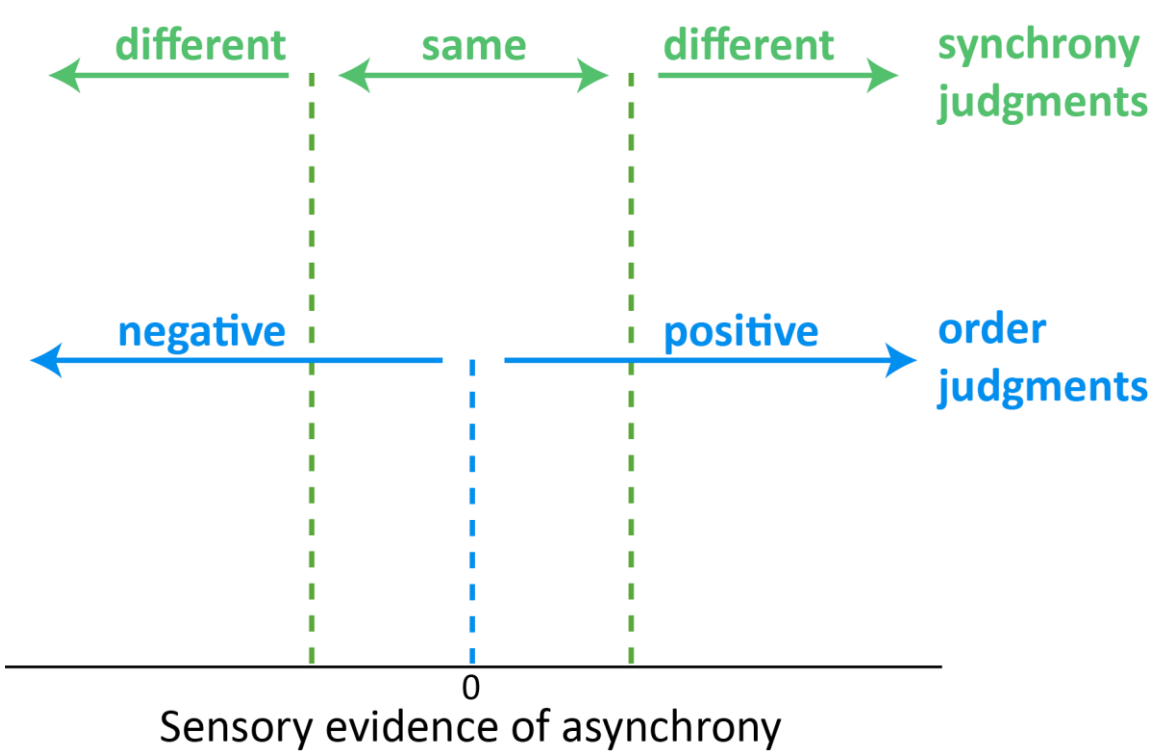 different same different synchrony
judgments
negative positive order
judgments
0
Sensory evidence of asynchrony